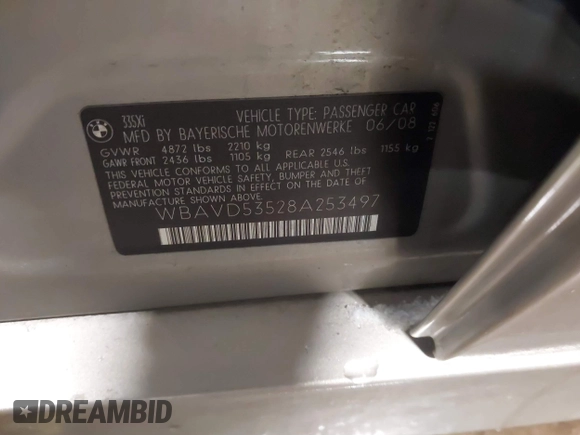 BMW
335Xi
VEHICLE TYPE: PASSENGER CAR
MFD BY BAYERISCHE MOTORENWERKE 06/08
GVWR 4872 lbs 2210 kg
GAWR FRONT 2436 lbs 1105 kg REAR 2546 lbs 1155 kg
THIS VEHICLE CONFORMS TO ALL APPLICABLE U.S.
FEDERAL MOTOR VEHICLE SAFETY, BUMPER AND THEFT
PREVENTION STANDARDS IN EFFECT ON THE DATE OF
MANUFACTURE SHOWN ABOVE.
WBAVD53528A253497
DREAMBID